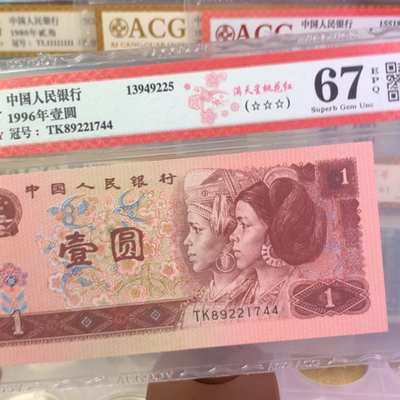 ACG
中国人民银行
1980年贰角
冠号:
ACG
中国人民银行
中国人民银行
1996年壹圆
冠号:TK89221744
13949225
满天星桃花红
(☆☆☆)
67
EPQ
Superb Gem Unc
中国人民银行
1
壹圆
1
1
TK89221744